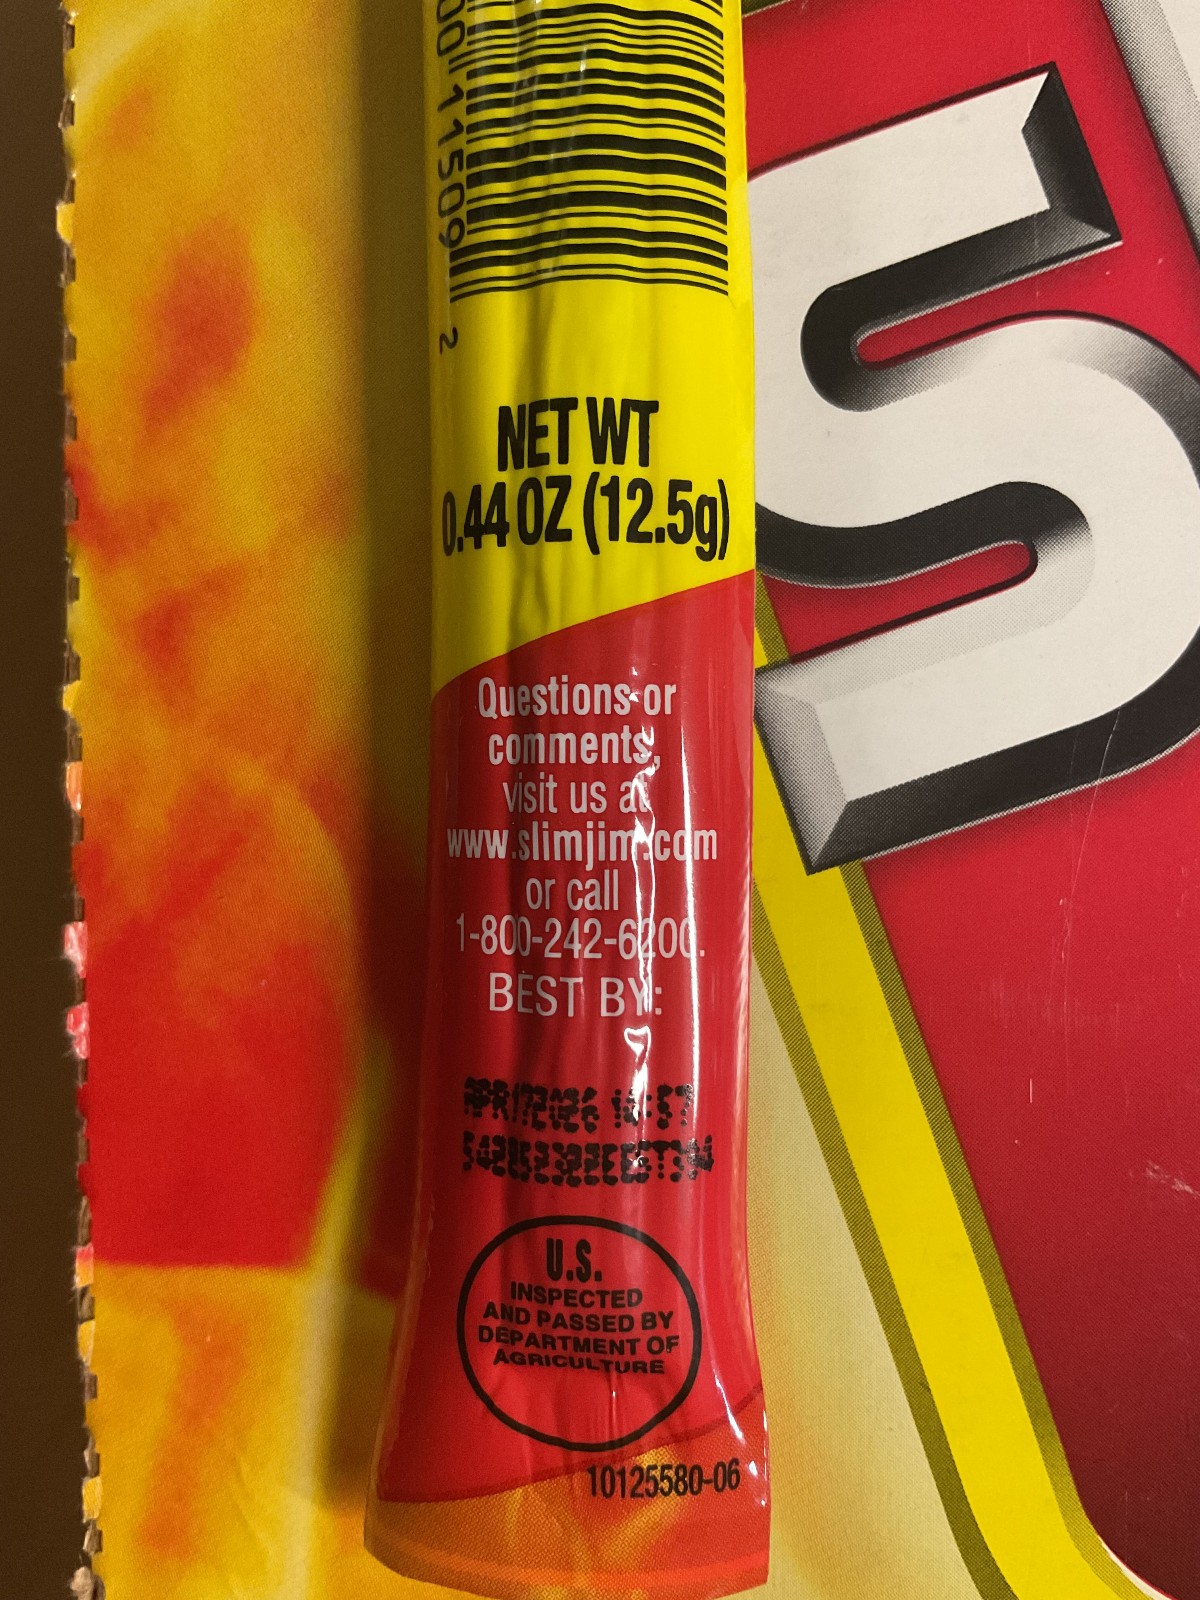 00 11509 2
NET WT
0.44 OZ (12.5g)
Questions or
comments,
visit us at
www.slimjim.com
or call
1-800-242-6200.
BEST BY:
U.S.
INSPECTED
AND PASSED BY
DEPARTMENT OF
AGRICULTURE
10125580-06
S